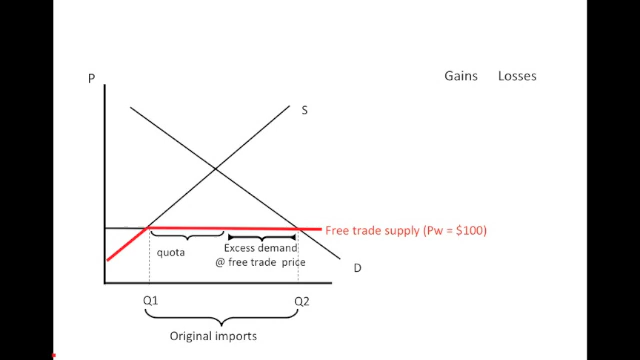 P
Gains Losses
S
Free trade supply (Pw = $100)
quota
Excess demand
@ free trade price
D
Q1 Q2
Original imports